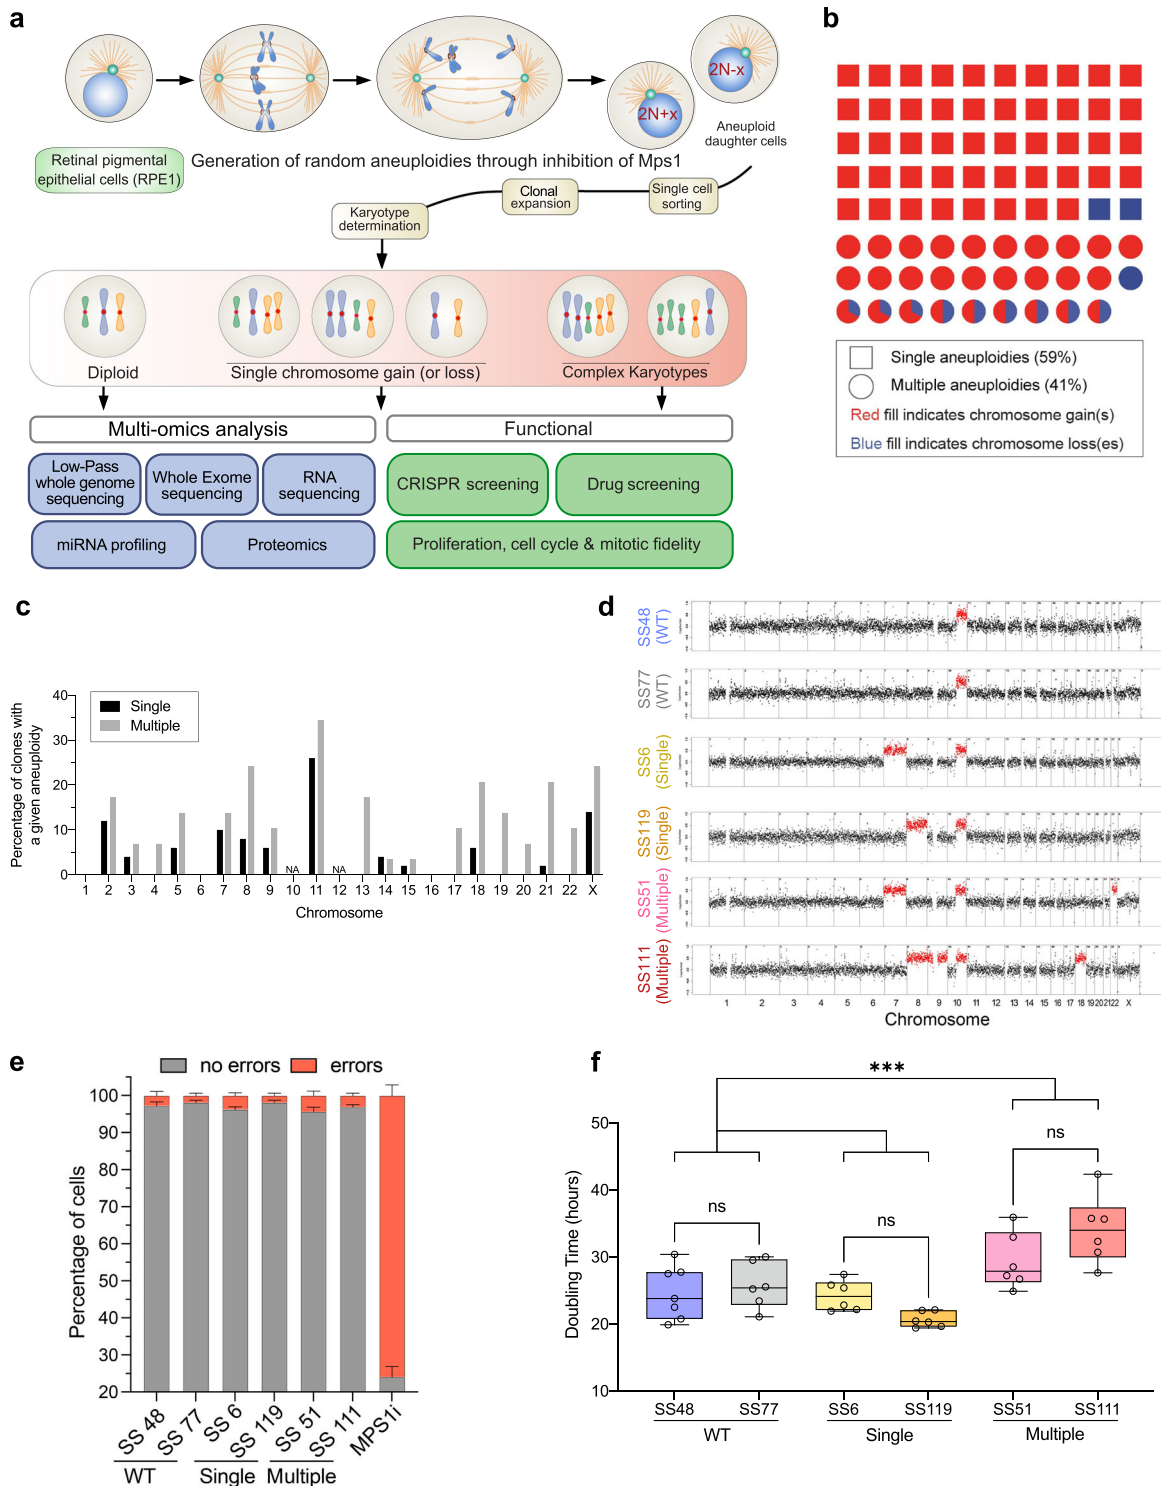 a
2N-x
2N+x
Aneuploid
daughter cells
Retinal pigmental
epithelial cells (RPE1)
Generation of random aneuploidies through inhibition of Mps1
Single cell
sorting
Clonal
expansion
Karyotype
determination
Diploid
Single chromosome gain (or loss)
Complex Karyotypes
Multi-omics analysis
Functional
Low-Pass
whole genome
sequencing
Whole Exome
sequencing
RNA
sequencing
CRISPR screening
Drug screening
miRNA profiling
Proteomics
Proliferation, cell cycle & mitotic fidelity
b
Single aneuploidies (59%)
Multiple aneuploidies (41%)
Red fill indicates chromosome gain(s)
Blue fill indicates chromosome loss(es)
c
Percentage of clones with
a given aneuploidy
40
30
20
10
0
Single
Multiple
NA
NA
1 2 3 4 5 6 7 8 9 10 11 12 13 14 15 16 17 18 19 20 21 22 X
Chromosome
d
SS48
(WT)
SS77
(WT)
SS6
(Single)
SS119
(Single)
SS51
(Multiple)
SS111
(Multiple)
1 2 3 4 5 6 7 8 9 10 11 12 13 14 15 16 17 18 19 20 21 22 X
Chromosome
e
no errors
errors
Percentage of cells
100
90
80
70
60
50
40
30
20
SS 48
SS 77
SS 6
SS 119
SS 51
SS 111
MPS1i
WT
Single
Multiple
f
***
ns
ns
ns
Doubling Time (hours)
50
40
30
20
10
SS48
SS77
SS6
SS119
SS51
SS111
WT
Single
Multiple